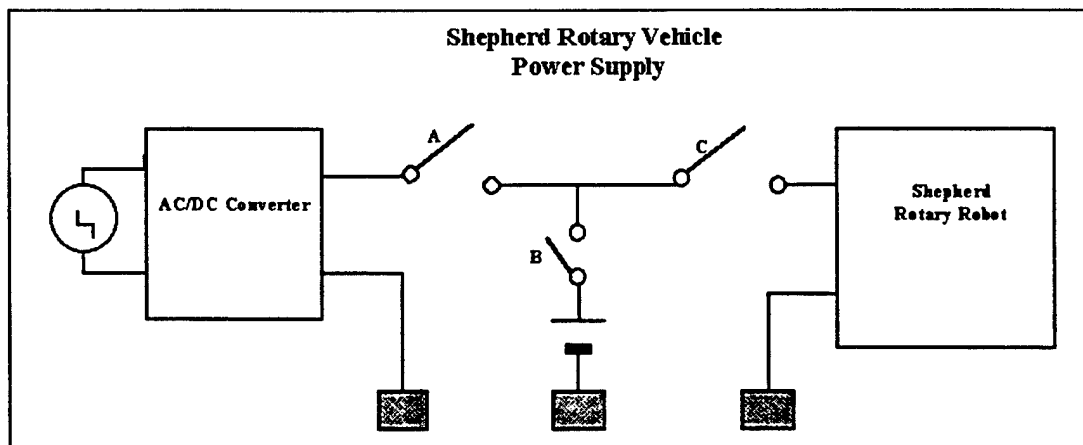 Shepherd Rotary Vehicle
Power Supply
A
C
AC/DC Converter
Shepherd
Rotary Robot
B